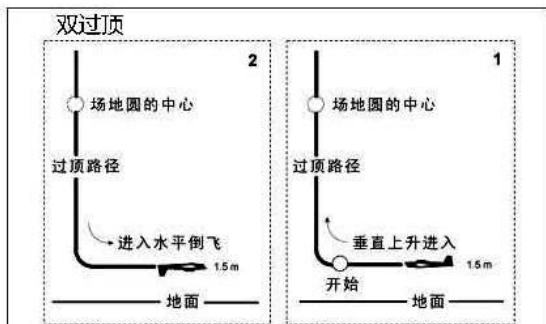 双过顶
2
场地圆的中心
过顶路径
进入水平倒飞
1.5 m
地面
1
场地圆的中心
过顶路径
垂直上升进入
1.5 m
开始
地面